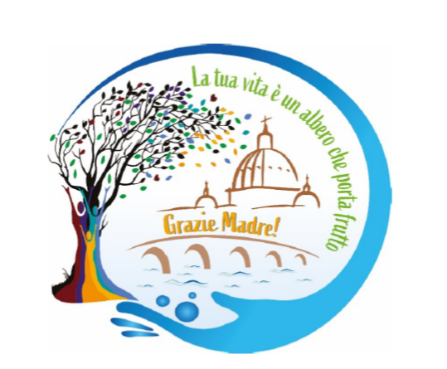 La tua vita è un albero che porta frutto
Grazie Madre!